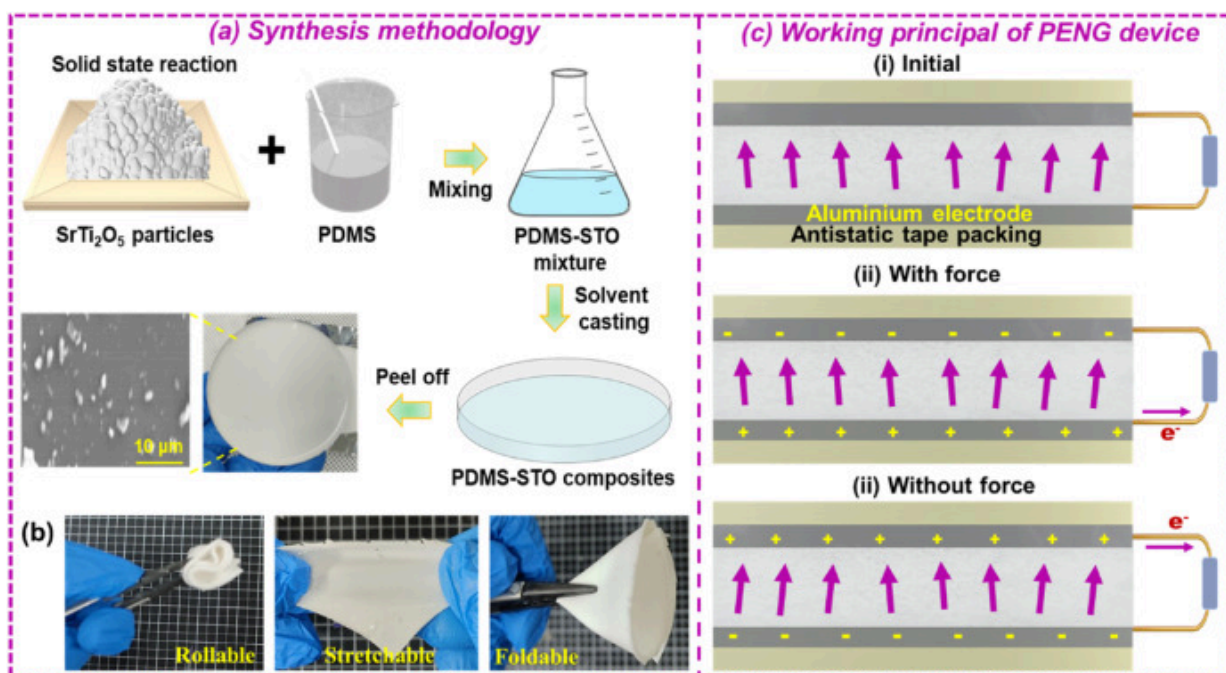 (a) Synthesis methodology
Solid state reaction
+
SrTi₂O₅ particles
PDMS
Mixing
PDMS-STO
mixture
Solvent
casting
Peel off
10 μm
PDMS-STO composites
(b)
Rollable
Stretchable
Foldable
(c) Working principal of PENG device
(i) Initial
Aluminium electrode
Antistatic tape packing
(ii) With force
- - - - - - - -
+ + + + + + + +
e⁻
(ii) Without force
e⁻
+ + + + + + + +
- - - - - - - -